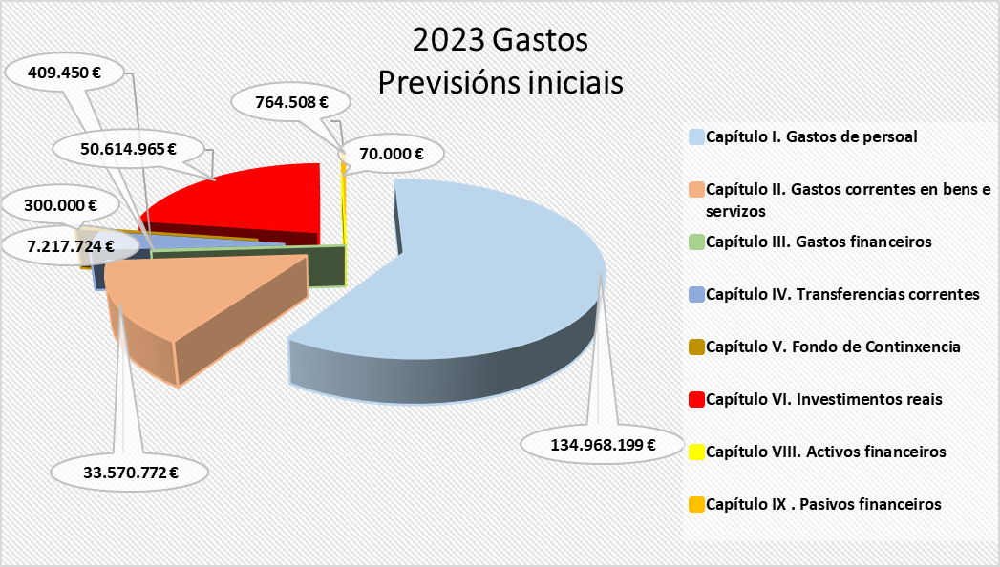 2023 Gastos
Previsións iniciais
409.450 €
764.508 €
50.614.965 €
70.000 €
300.000 €
7.217.724 €
33.570.772 €
134.968.199 €
Capítulo I. Gastos de persoal
Capítulo II. Gastos correntes en bens e
servizos
Capítulo III. Gastos financeiros
Capítulo IV. Transferencias correntes
Capítulo V. Fondo de Continxencia
Capítulo VI. Investimentos reais
Capítulo VIII. Activos financeiros
Capítulo IX . Pasivos financeiros